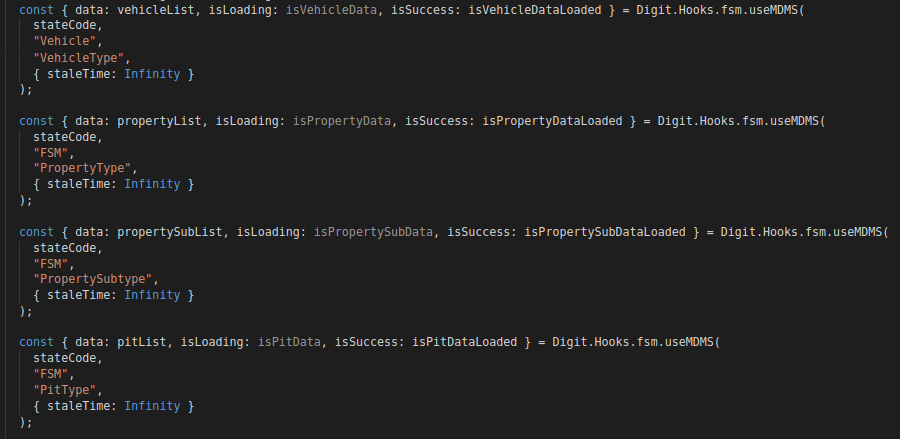 const { data: vehicleList, isLoading: isVehicleData, isSuccess: isVehicleDataLoaded } = Digit.Hooks.fsm.useMDMS(
stateCode,
"Vehicle",
"VehicleType",
{ staleTime: Infinity }
);
const { data: propertyList, isLoading: isPropertyData, isSuccess: isPropertyDataLoaded } = Digit.Hooks.fsm.useMDMS(
stateCode,
"FSM",
"PropertyType",
{ staleTime: Infinity }
);
const { data: propertySubList, isLoading: isPropertySubData, isSuccess: isPropertySubDataLoaded } = Digit.Hooks.fsm.useMDMS(
stateCode,
"FSM",
"PropertySubtype",
{ staleTime: Infinity }
);
const { data: pitList, isLoading: isPitData, isSuccess: isPitDataLoaded } = Digit.Hooks.fsm.useMDMS(
stateCode,
"FSM",
"PitType",
{ staleTime: Infinity }
);